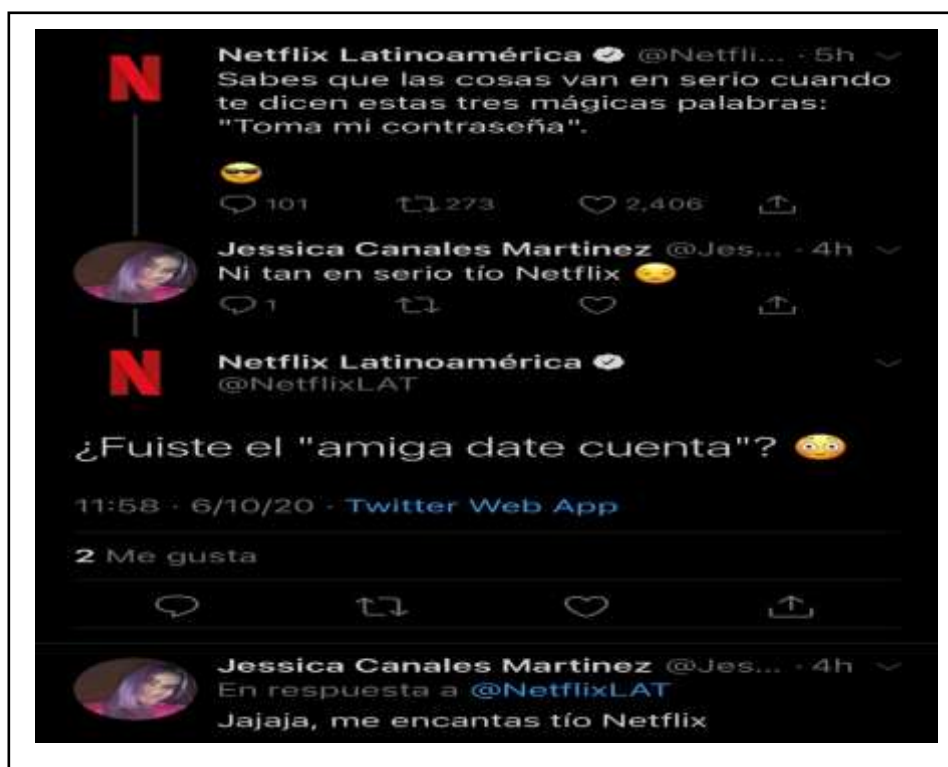 N Netflix Latinoamérica @Netfli... · 5h
Sabes que las cosas van en serio cuando
te dicen estas tres mágicas palabras:
"Toma mi contraseña".
101 273 2,406
Jessica Canales Martinez @Jes... · 4h
Ni tan en serio tío Netflix
1
N Netflix Latinoamérica
@NetflixLAT
¿Fuiste el "amiga date cuenta"?
11:58 · 6/10/20 · Twitter Web App
2 Me gusta
Jessica Canales Martinez @Jes... · 4h
En respuesta a @NetflixLAT
Jajaja, me encantas tío Netflix